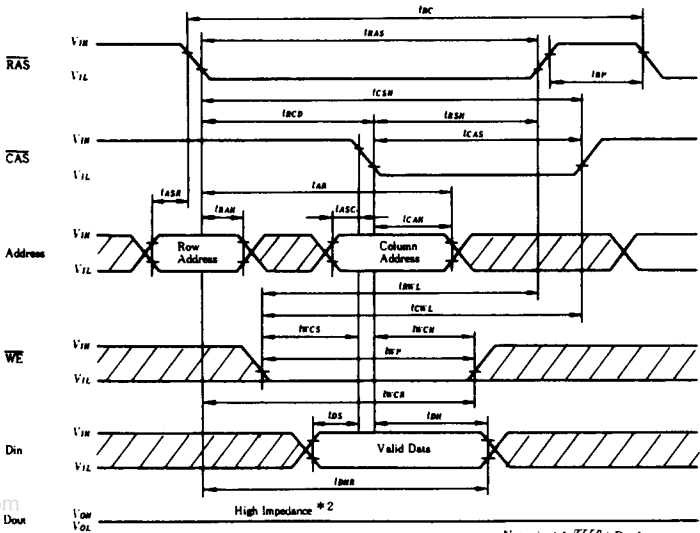 tRC
VIH
tRAS
RAS
VIL
tRP
tCSH
tRCD
tRSH
VIH
tCAS
CAS
VIL
tASR
tAR
tRAH
tASC
tCAH
VIH
Address
Row
Address
Column
Address
VIL
tRWL
tCWL
tWCS
tWCH
VIH
WE
tWP
VIL
tWCR
tDS
tDH
VIH
Din
Valid Data
VIL
tDHR
High Impedance *2
Dout
VOH
VOL